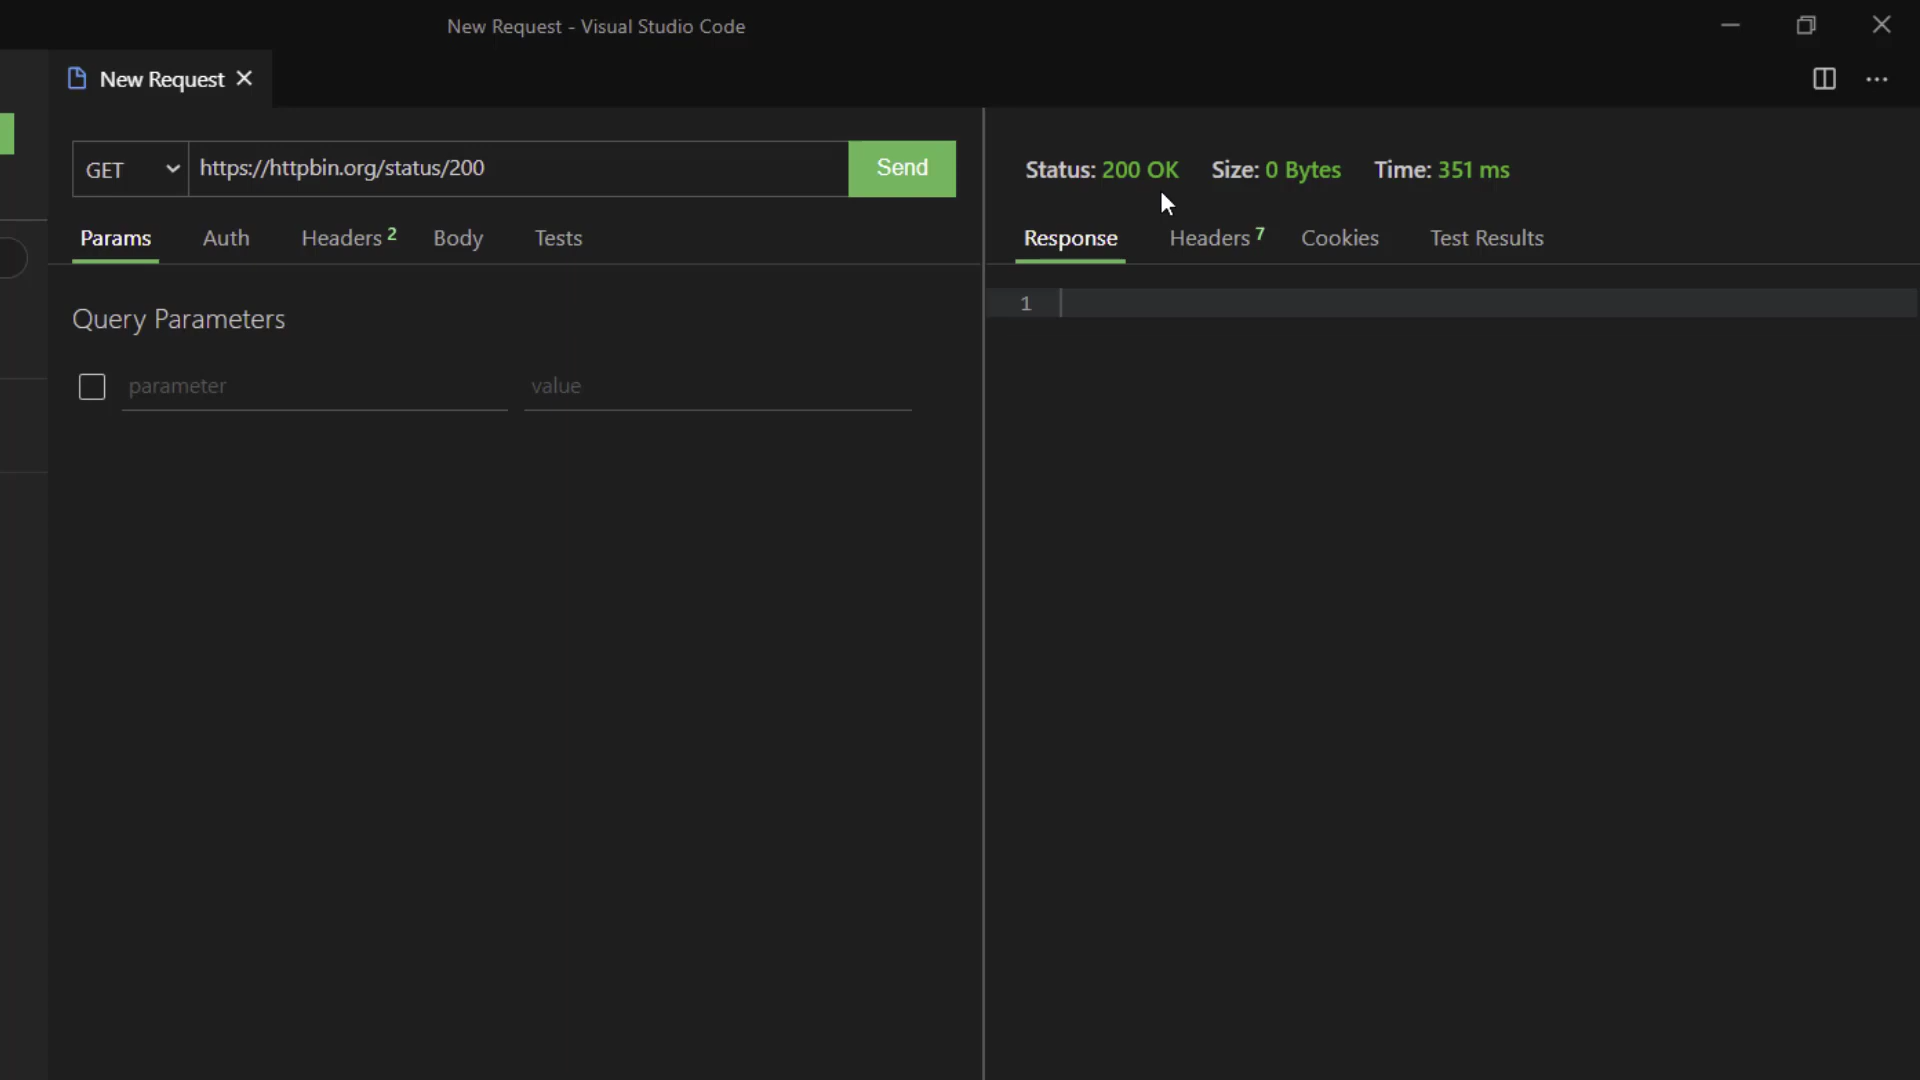 New Request - Visual Studio Code
New Request
GET https://httpbin.org/status/200 Send
Params Auth Headers 2 Body Tests
Query Parameters
parameter value
Status: 200 OK Size: 0 Bytes Time: 351 ms
Response Headers 7 Cookies Test Results
1